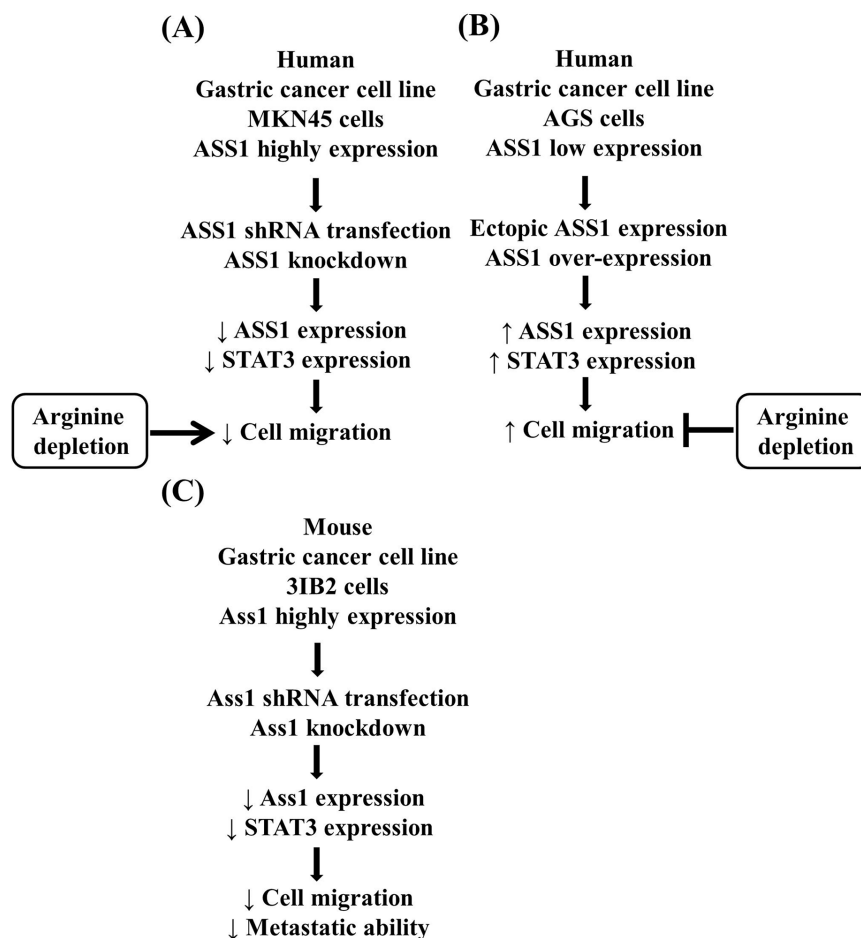 (A)
Human
Gastric cancer cell line
MKN45 cells
ASS1 highly expression
ASS1 shRNA transfection
ASS1 knockdown
↓ ASS1 expression
↓ STAT3 expression
Arginine
depletion
↓ Cell migration
(B)
Human
Gastric cancer cell line
AGS cells
ASS1 low expression
Ectopic ASS1 expression
ASS1 over-expression
↑ ASS1 expression
↑ STAT3 expression
↑ Cell migration
Arginine
depletion
(C)
Mouse
Gastric cancer cell line
3IB2 cells
Ass1 highly expression
Ass1 shRNA transfection
Ass1 knockdown
↓ Ass1 expression
↓ STAT3 expression
↓ Cell migration
↓ Metastatic ability